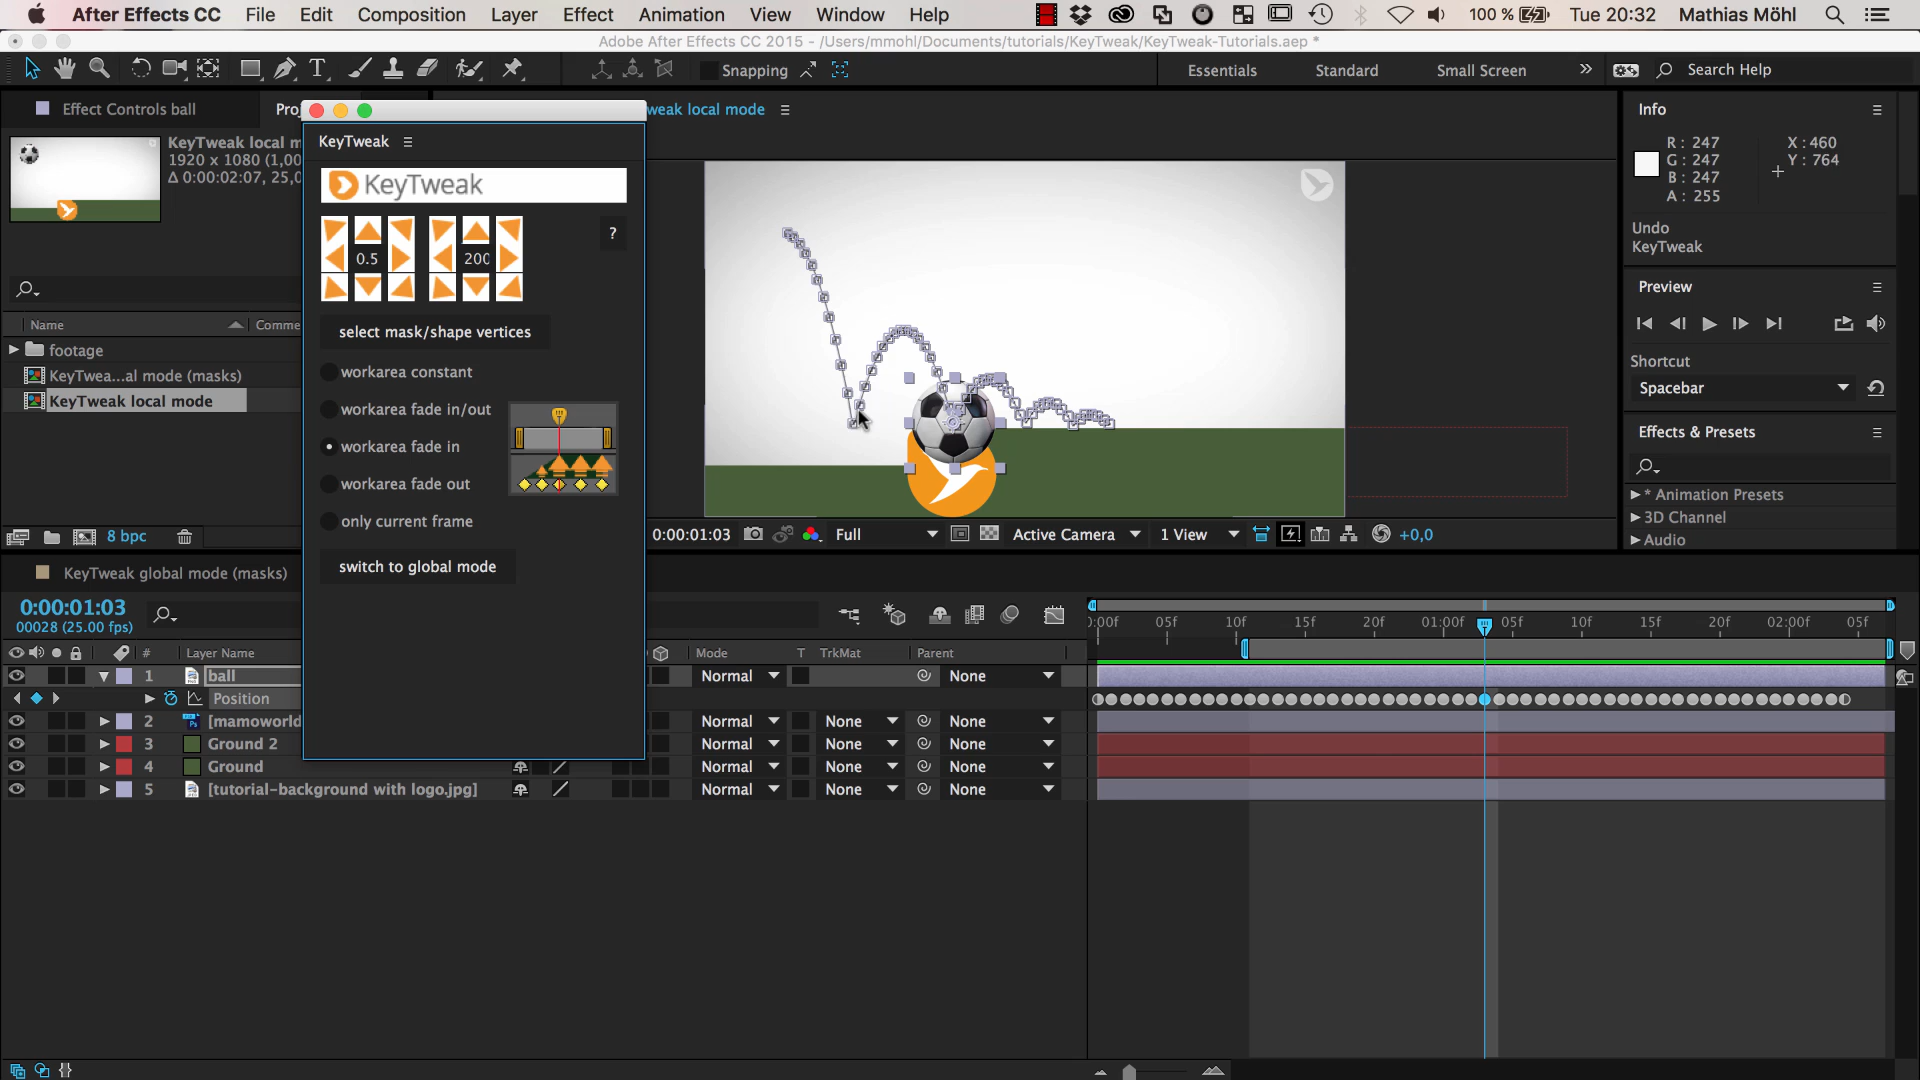 After Effects CC File Edit Composition Layer Effect Animation View Window Help 100 % Tue 20:32 Mathias Möhl
Adobe After Effects CC 2015 - /Users/mmohl/Documents/tutorials/KeyTweak/KeyTweak-Tutorials.aep *
T Snapping Essentials Standard Small Screen » Search Help
Effect Controls ball Proj weak local mode Info
KeyTweak local m
1920 x 1080 (1,00
Δ 0:00:02:07, 25,0
KeyTweak
KeyTweak
0.5 200 ?
select mask/shape vertices
workarea constant
workarea fade in/out
workarea fade in
workarea fade out
only current frame
switch to global mode
R : 247 X : 460
G : 247 Y : 764
B : 247
A : 255
Undo
KeyTweak
Preview
Shortcut
Spacebar
Effects & Presets
* Animation Presets
3D Channel
Audio
Name Comme
footage
KeyTwea...al mode (masks)
KeyTweak local mode
8 bpc
0:00:01:03 Full Active Camera 1 View +0,0
KeyTweak global mode (masks)
0:00:01:03
00028 (25.00 fps)
):00f 05f 10f 15f 20f 01:00f 05f 10f 15f 20f 02:00f 05f
# Layer Name Mode T TrkMat Parent
1 ball Normal None
Position
2 [mamoworld Normal None None
3 Ground 2 Normal None None
4 Ground Normal None None
5 [tutorial-background with logo.jpg] Normal None None